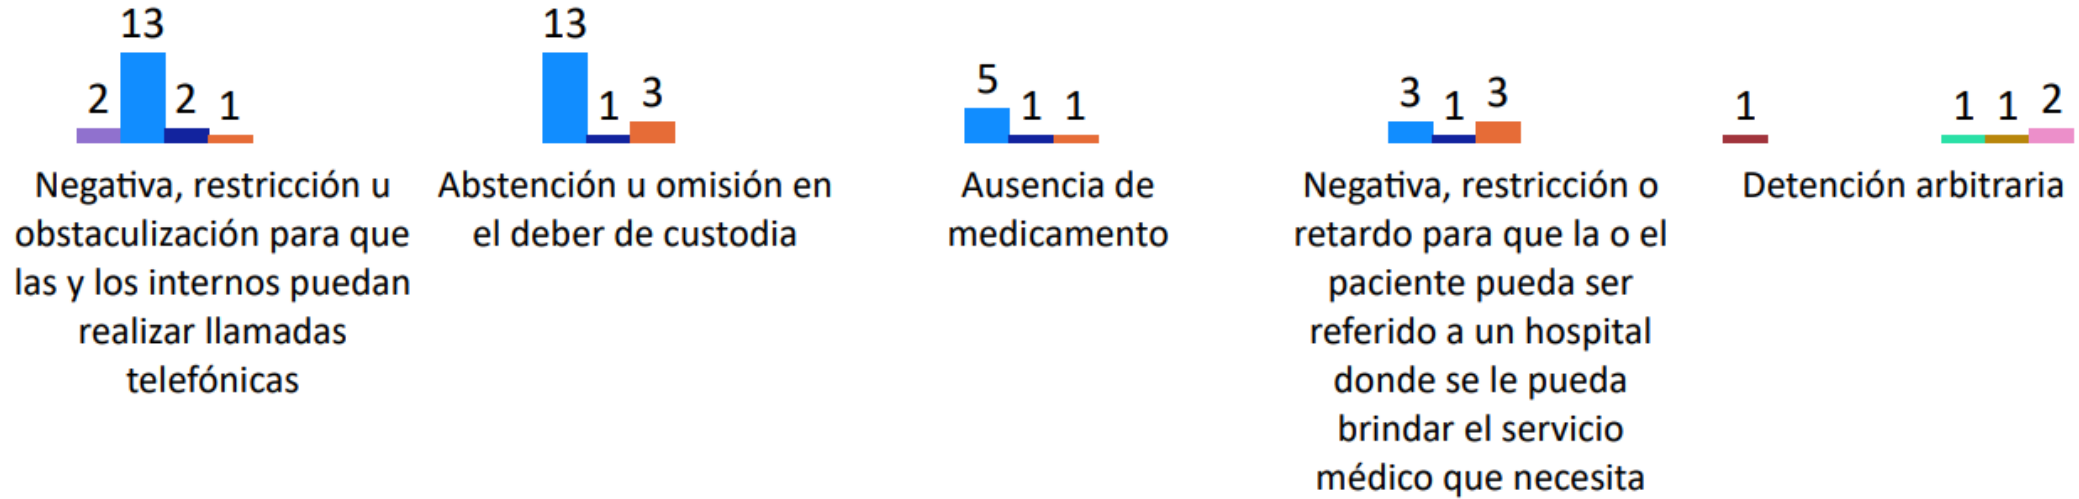 2 13 2 1
Negativa, restricción u
obstaculización para que
las y los internos puedan
realizar llamadas
telefónicas
13 1 3
Abstención u omisión en
el deber de custodia
5 1 1
Ausencia de
medicamento
3 1 3
Negativa, restricción o
retardo para que la o el
paciente pueda ser
referido a un hospital
donde se le pueda
brindar el servicio
médico que necesita
1 1 1 2
Detención arbitraria